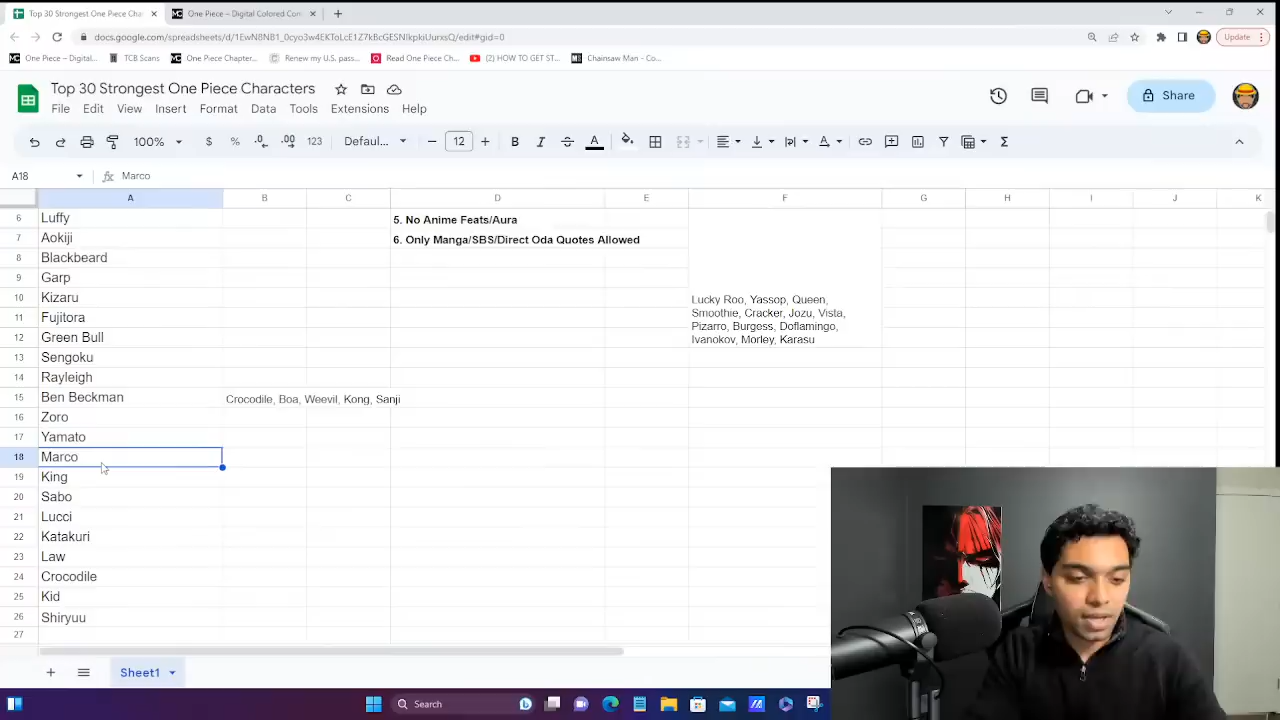 Top 30 Strongest One Piece Chara
One Piece – Digital Colored Con
docs.google.com/spreadsheets/d/
/edit#gid=0
Update
One Piece – Digital...
TCB Scans
One Piece Chapter...
Renew my U.S. pass...
Read One Piece Ch...
(2) HOW TO GET ST...
Chainsaw Man - Co...
Top 30 Strongest One Piece Characters
File Edit View Insert Format Data Tools Extensions Help
Share
100% $ % .0 .00 123 Defaul... 12 B I A
A18 Marco
A B C D E F G H I J K
6 Luffy 5. No Anime Feats/Aura
7 Aokiji 6. Only Manga/SBS/Direct Oda Quotes Allowed
8 Blackbeard
9 Garp
10 Kizaru
11 Fujitora
12 Green Bull
Lucky Roo, Yassop, Queen,
Smoothie, Cracker, Jozu, Vista,
Pizarro, Burgess, Doflamingo,
Ivanokov, Morley, Karasu
13 Sengoku
14 Rayleigh
15 Ben Beckman Crocodile, Boa, Weevil, Kong, Sanji
16 Zoro
17 Yamato
18 Marco
19 King
20 Sabo
21 Lucci
22 Katakuri
23 Law
24 Crocodile
25 Kid
26 Shiryuu
27
Sheet1
Search